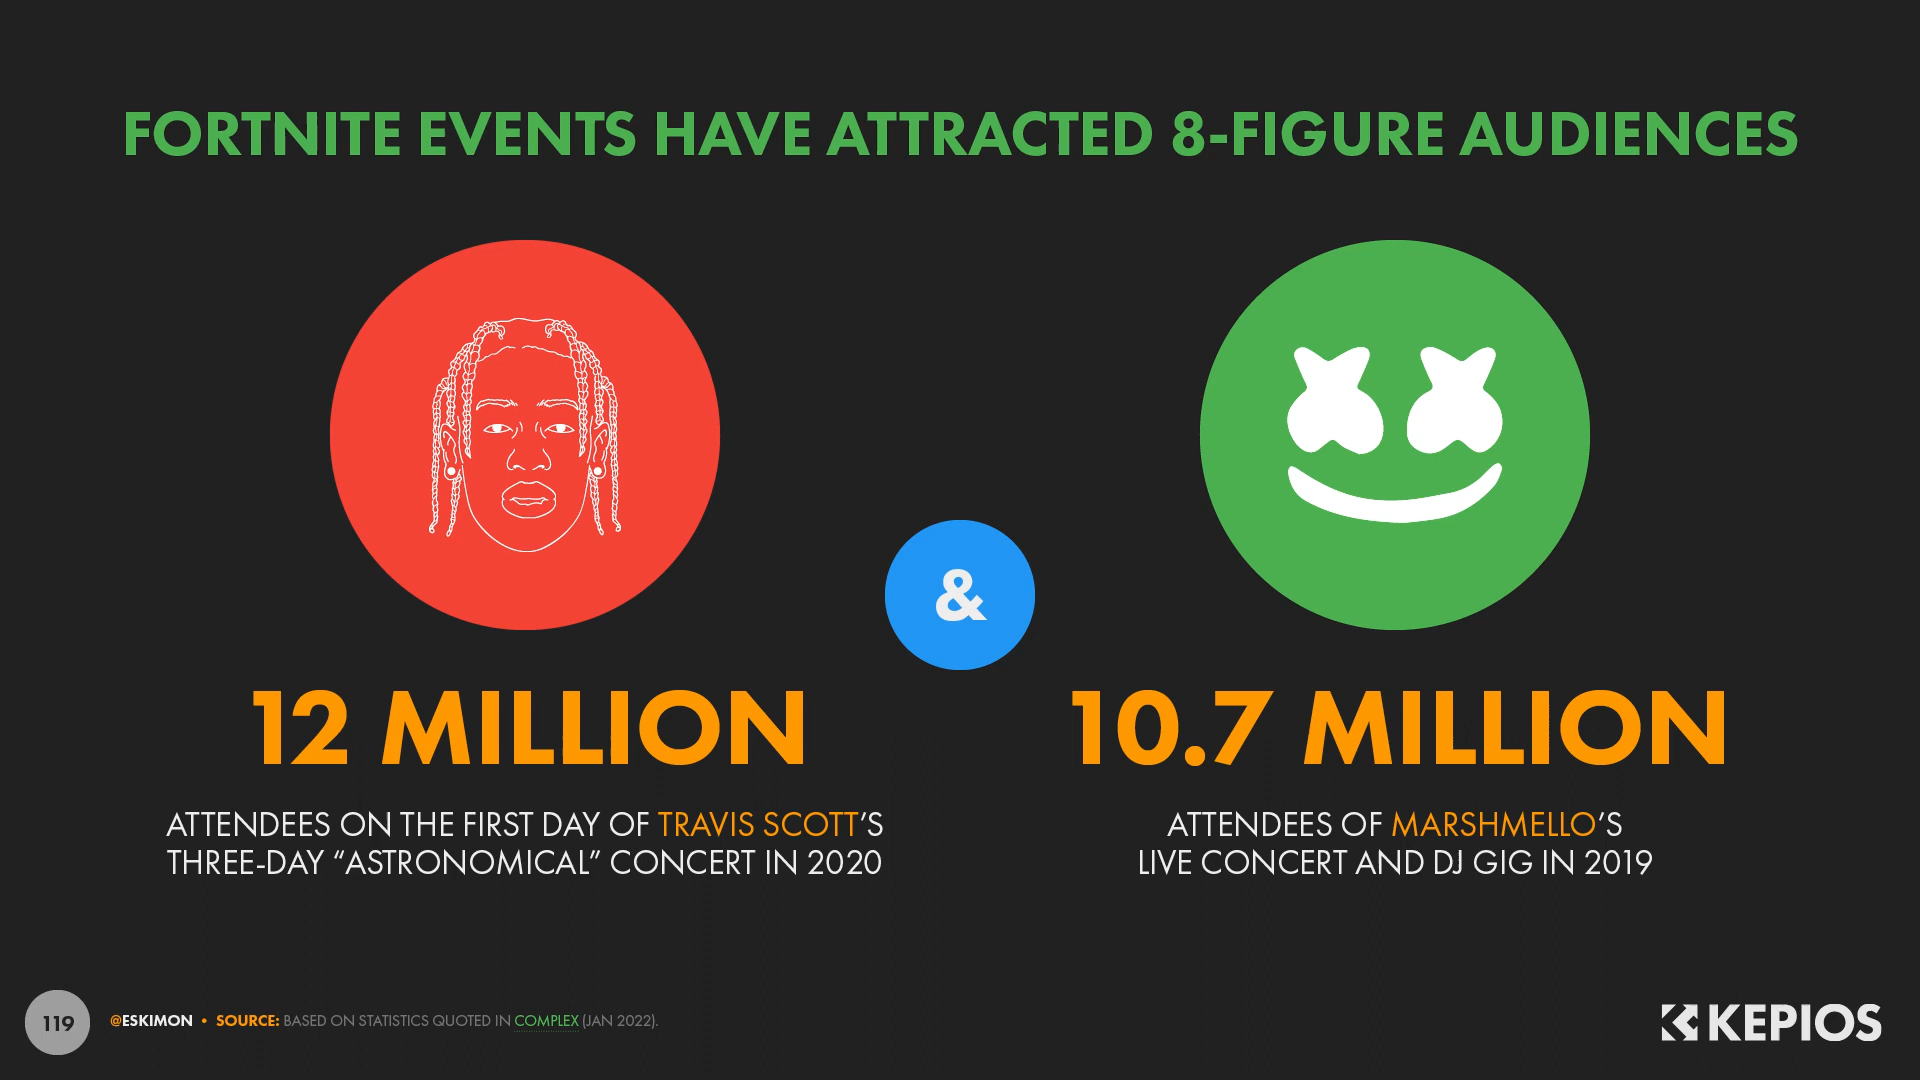 FORTNITE EVENTS HAVE ATTRACTED 8-FIGURE AUDIENCES
&
12 MILLION
ATTENDEES ON THE FIRST DAY OF TRAVIS SCOTT’S
THREE-DAY “ASTRONOMICAL” CONCERT IN 2020
10.7 MILLION
ATTENDEES OF MARSHMELLO’S
LIVE CONCERT AND DJ GIG IN 2019
119
@ESKIMON • SOURCE: BASED ON STATISTICS QUOTED IN COMPLEX (JAN 2022).
KEPIOS